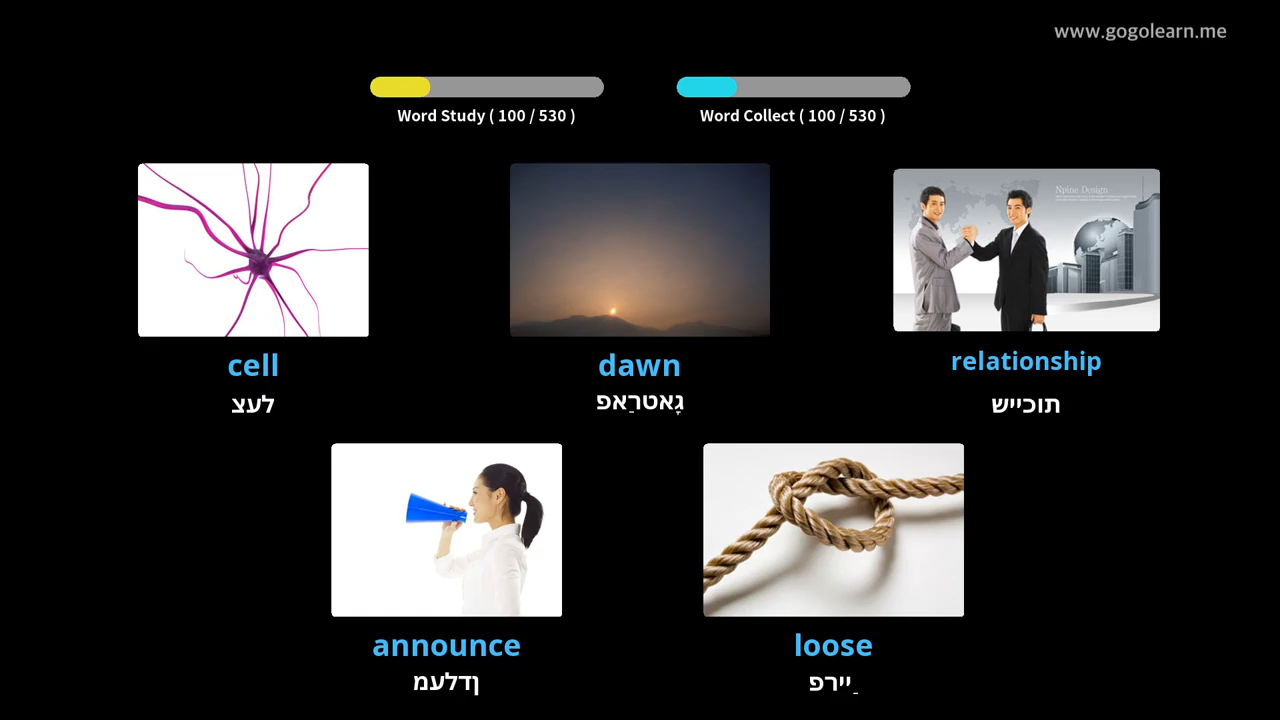 www.gogolearn.me
Word Study ( 100 / 530 )
Word Collect ( 100 / 530 )
cell
לעצ
dawn
גָאטרַאפ
relationship
תוכייש
announce
ןדלעמ
loose
ַיירפ
Npine Design